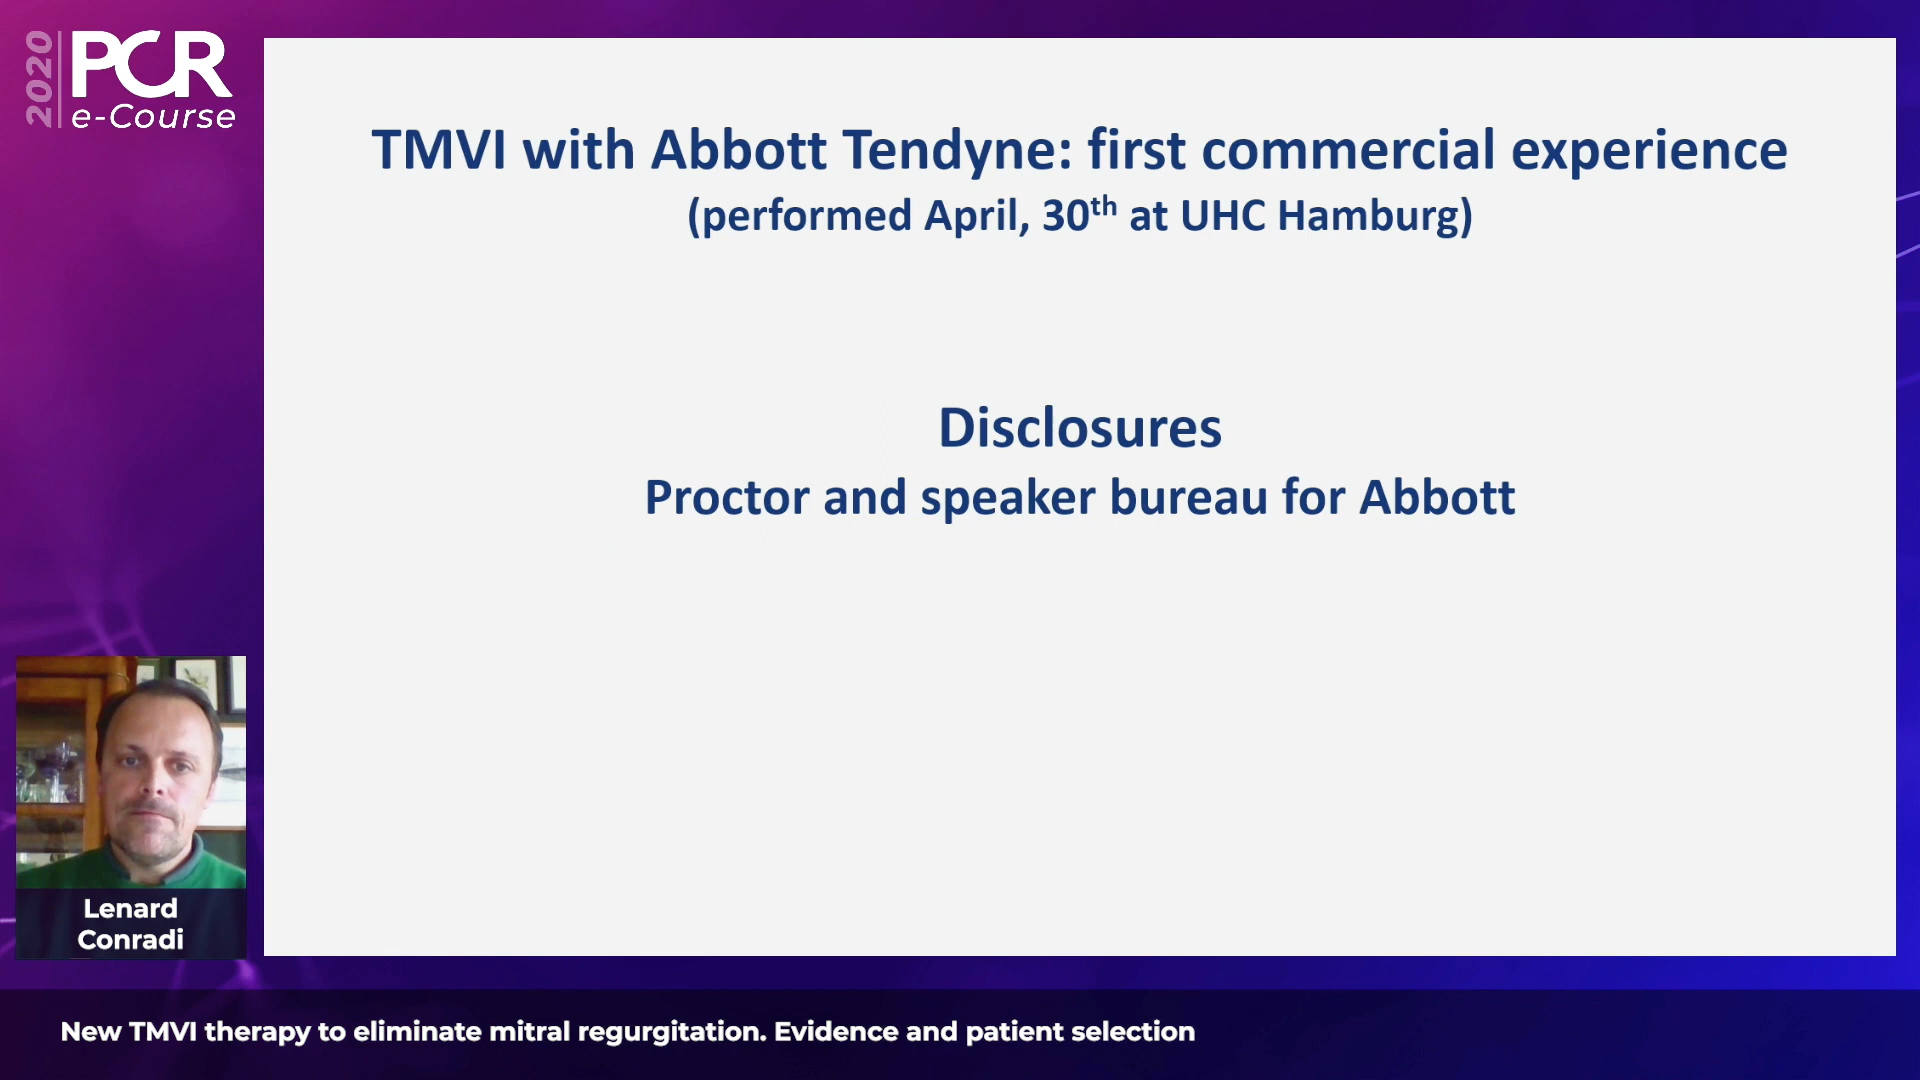 2020
PCR
e-Course
TMVI with Abbott Tendyne: first commercial experience
(performed April, 30th at UHC Hamburg)
Disclosures
Proctor and speaker bureau for Abbott
Lenard
Conradi
New TMVI therapy to eliminate mitral regurgitation. Evidence and patient selection